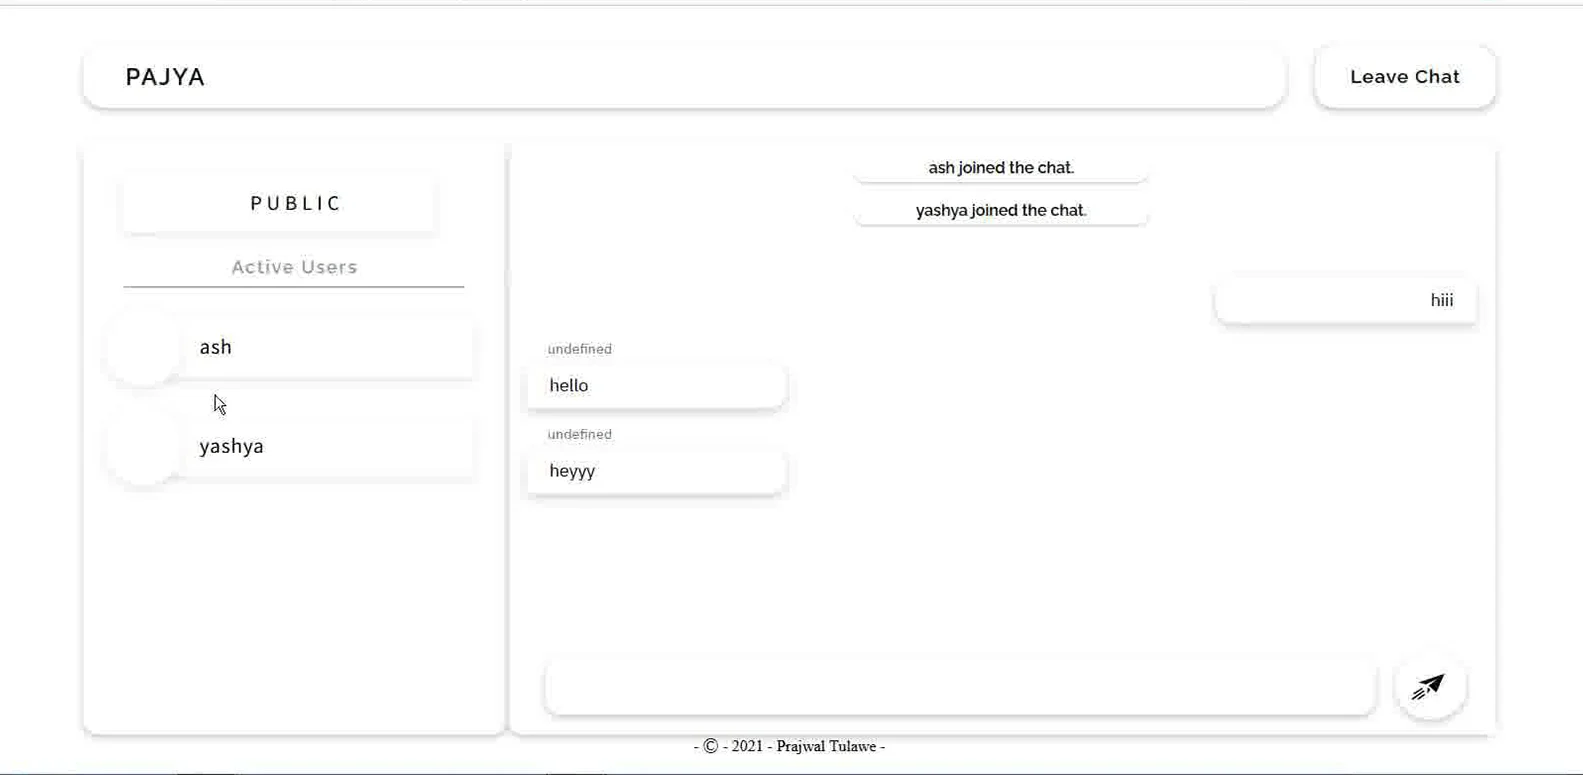 PAJYA
Leave Chat
PUBLIC
Active Users
ash
yashya
ash joined the chat.
yashya joined the chat.
hiii
undefined
hello
undefined
heyyy
- © - 2021 - Prajwal Tulawe -